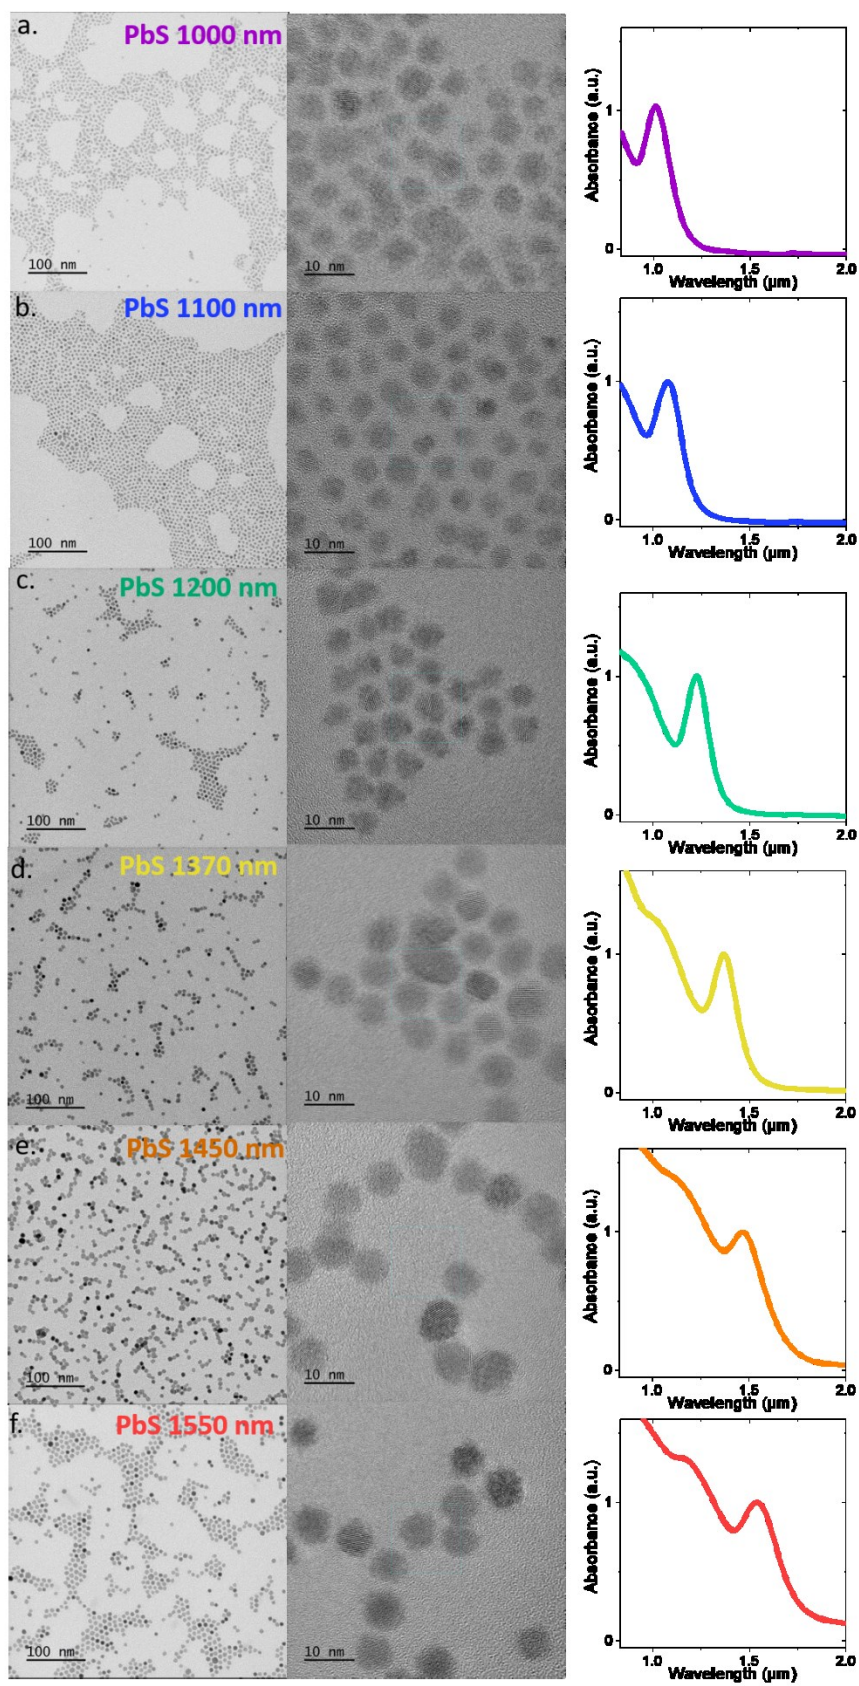 a.
PbS 1000 nm
100 nm
10 nm
Absorbance (a.u.)
1
0
1.0 1.5 2.0
Wavelength (µm)
b.
PbS 1100 nm
100 nm
10 nm
Absorbance (a.u.)
1
0
1.0 1.5 2.0
Wavelength (µm)
c.
PbS 1200 nm
100 nm
10 nm
Absorbance (a.u.)
1
0
1.0 1.5 2.0
Wavelength (µm)
d.
PbS 1370 nm
100 nm
10 nm
Absorbance (a.u.)
1
0
1.0 1.5 2.0
Wavelength (µm)
e.
PbS 1450 nm
100 nm
10 nm
Absorbance (a.u.)
1
0
1.0 1.5 2.0
Wavelength (µm)
f.
PbS 1550 nm
100 nm
10 nm
Absorbance (a.u.)
1
0
1.0 1.5 2.0
Wavelength (µm)